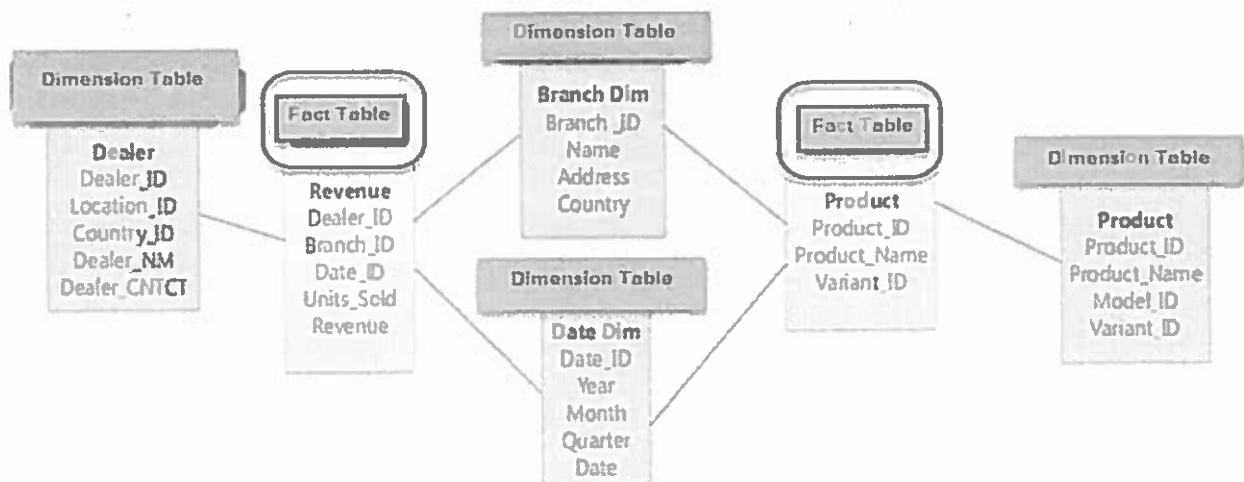 Dimension Table
Dealer
Dealer_ID
Location_ID
Country_ID
Dealer_NM
Dealer_CNTCT
Fact Table
Revenue
Dealer_ID
Branch_ID
Date_ID
Units_Sold
Revenue
Dimension Table
Branch Dim
Branch_ID
Name
Address
Country
Dimension Table
Date Dim
Date_ID
Year
Month
Quarter
Date
Fact Table
Product
Product_ID
Product_Name
Variant_ID
Dimension Table
Product
Product_ID
Product_Name
Model_ID
Variant_ID